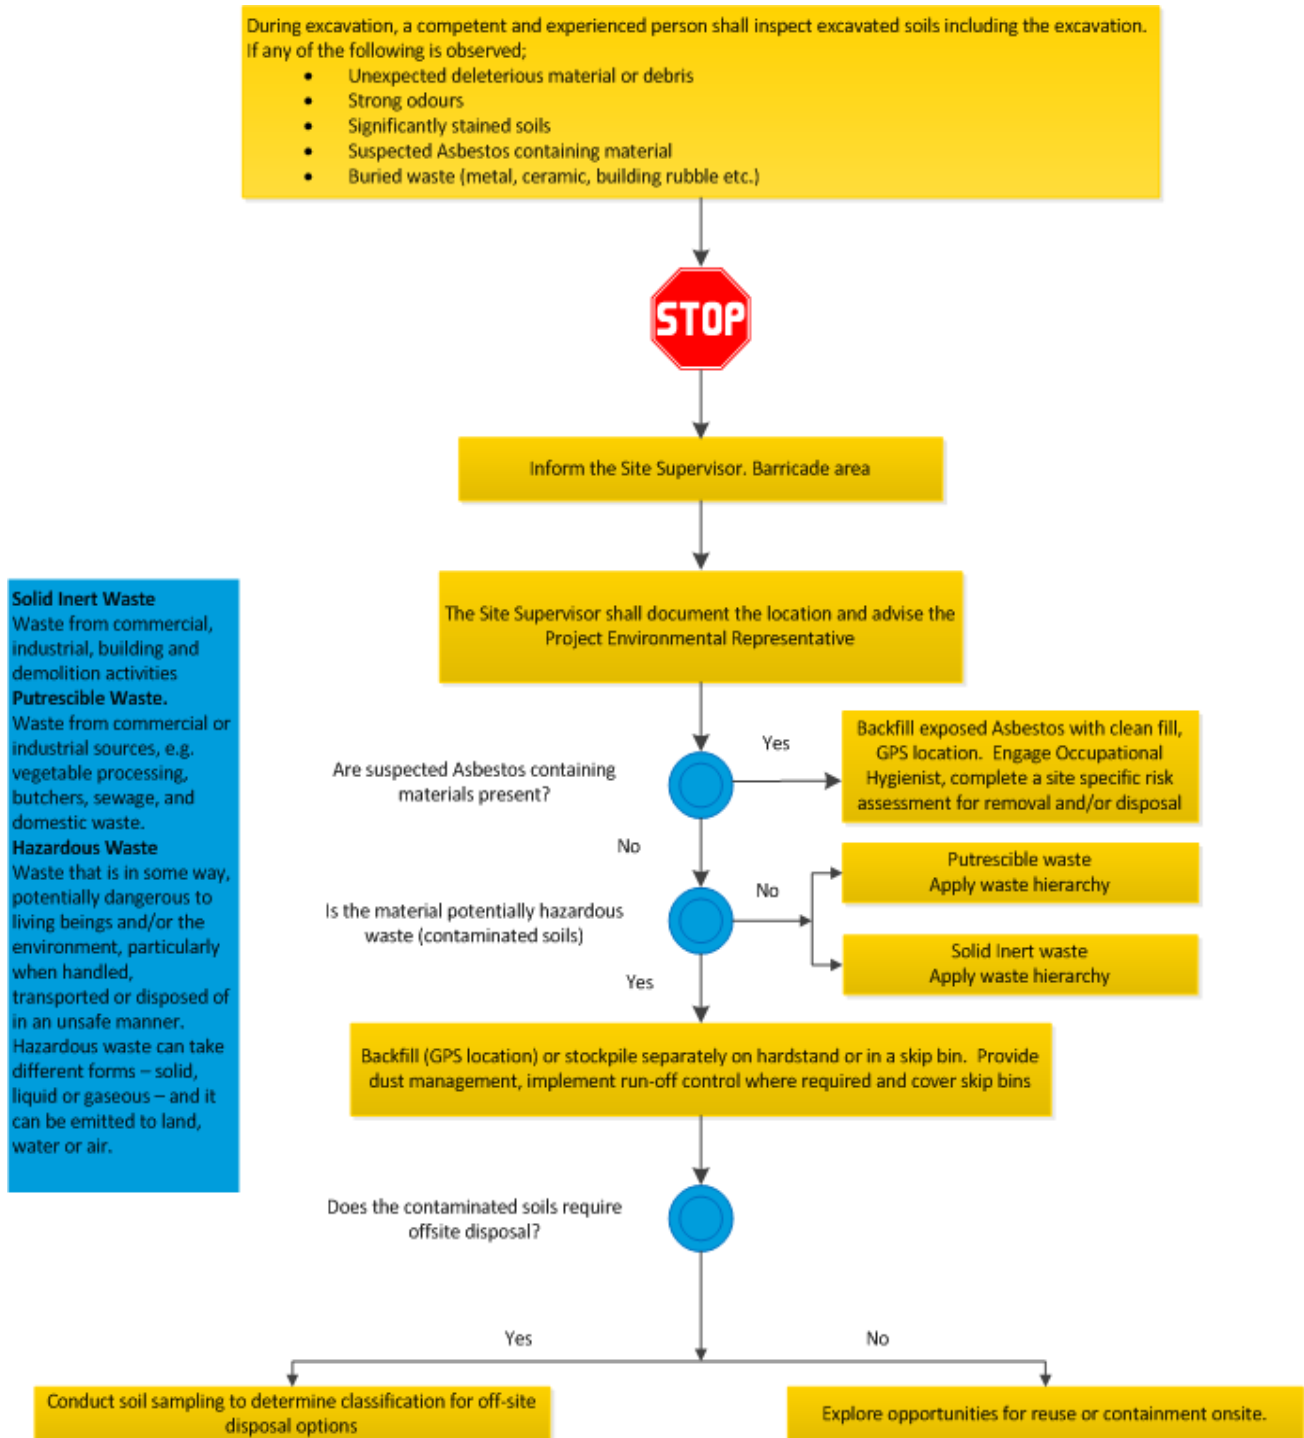 During excavation, a competent and experienced person shall inspect excavated soils including the excavation.
If any of the following is observed;
• Unexpected deleterious material or debris
• Strong odours
• Significantly stained soils
• Suspected Asbestos containing material
• Buried waste (metal, ceramic, building rubble etc.)
STOP
Inform the Site Supervisor. Barricade area
The Site Supervisor shall document the location and advise the
Project Environmental Representative
Solid Inert Waste
Waste from commercial,
industrial, building and
demolition activities
Putrescible Waste.
Waste from commercial or
industrial sources, e.g.
vegetable processing,
butchers, sewage, and
domestic waste.
Hazardous Waste
Waste that is in some way,
potentially dangerous to
living beings and/or the
environment, particularly
when handled,
transported or disposed of
in an unsafe manner.
Hazardous waste can take
different forms – solid,
liquid or gaseous – and it
can be emitted to land,
water or air.
Are suspected Asbestos containing
materials present?
Yes
Backfill exposed Asbestos with clean fill,
GPS location. Engage Occupational
Hygienist, complete a site specific risk
assessment for removal and/or disposal
No
Is the material potentially hazardous
waste (contaminated soils)
No
Putrescible waste
Apply waste hierarchy
Solid Inert waste
Apply waste hierarchy
Yes
Backfill (GPS location) or stockpile separately on hardstand or in a skip bin. Provide
dust management, implement run-off control where required and cover skip bins
Does the contaminated soils require
offsite disposal?
Yes
No
Conduct soil sampling to determine classification for off-site
disposal options
Explore opportunities for reuse or containment onsite.